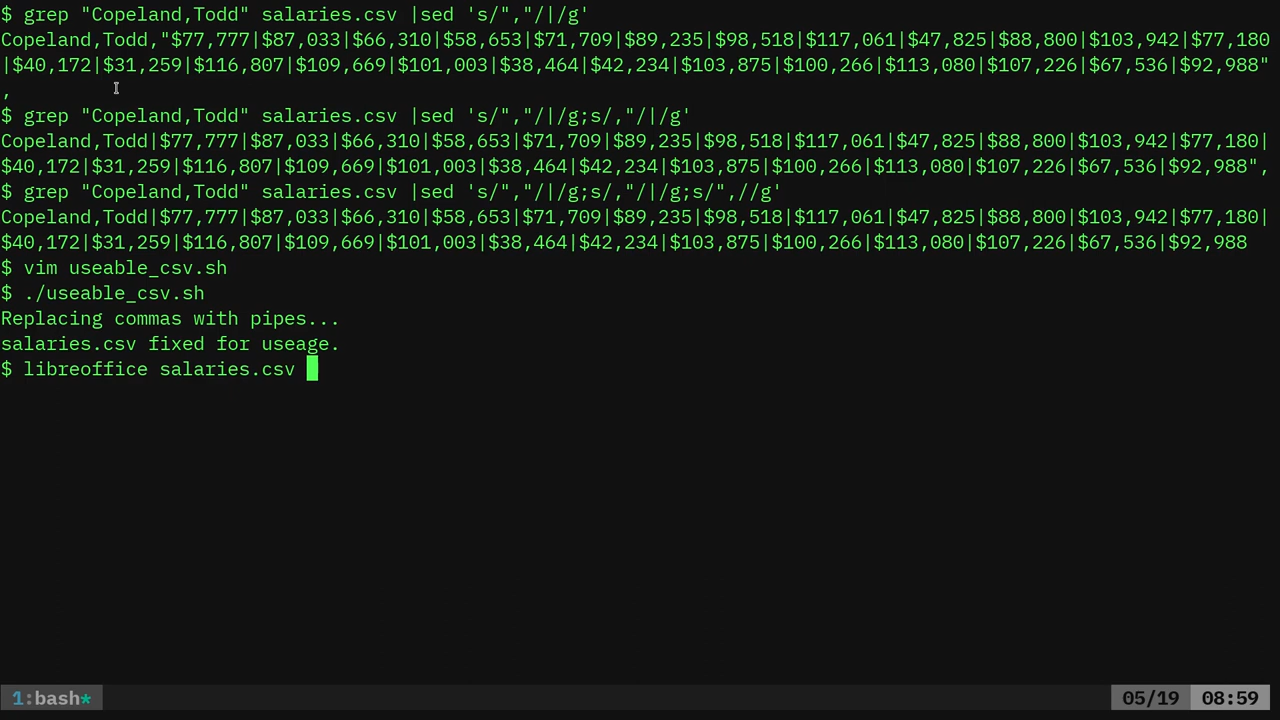 $ grep "Copeland,Todd" salaries.csv |sed 's/","/|/g'
Copeland,Todd,"$77,777|$87,033|$66,310|$58,653|$71,709|$89,235|$98,518|$117,061|$47,825|$88,800|$103,942|$77,180
|$40,172|$31,259|$116,807|$109,669|$101,003|$38,464|$42,234|$103,875|$100,266|$113,080|$107,226|$67,536|$92,988"
,
$ grep "Copeland,Todd" salaries.csv |sed 's/","/|/g;s/,"/|/g'
Copeland,Todd|$77,777|$87,033|$66,310|$58,653|$71,709|$89,235|$98,518|$117,061|$47,825|$88,800|$103,942|$77,180|
$40,172|$31,259|$116,807|$109,669|$101,003|$38,464|$42,234|$103,875|$100,266|$113,080|$107,226|$67,536|$92,988",
$ grep "Copeland,Todd" salaries.csv |sed 's/","/|/g;s/,"/|/g;s/",//g'
Copeland,Todd|$77,777|$87,033|$66,310|$58,653|$71,709|$89,235|$98,518|$117,061|$47,825|$88,800|$103,942|$77,180|
$40,172|$31,259|$116,807|$109,669|$101,003|$38,464|$42,234|$103,875|$100,266|$113,080|$107,226|$67,536|$92,988
$ vim useable_csv.sh
$ ./useable_csv.sh
Replacing commas with pipes...
salaries.csv fixed for useage.
$ libreoffice salaries.csv
1:bash* 05/19 08:59